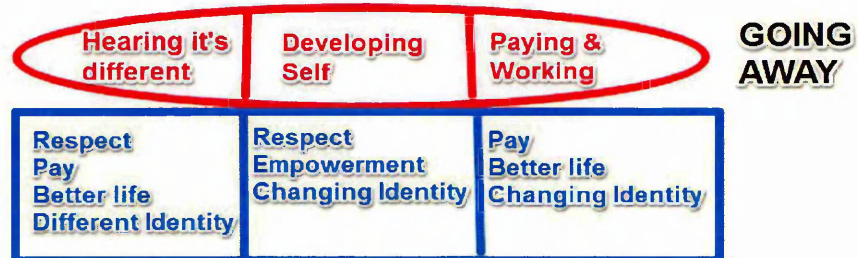 Hearing it's
different
Developing
Self
Paying &
Working
GOING
AWAY
Respect
Pay
Better life
Different Identity
Respect
Empowerment
Changing Identity
Pay
Better life
Changing Identity